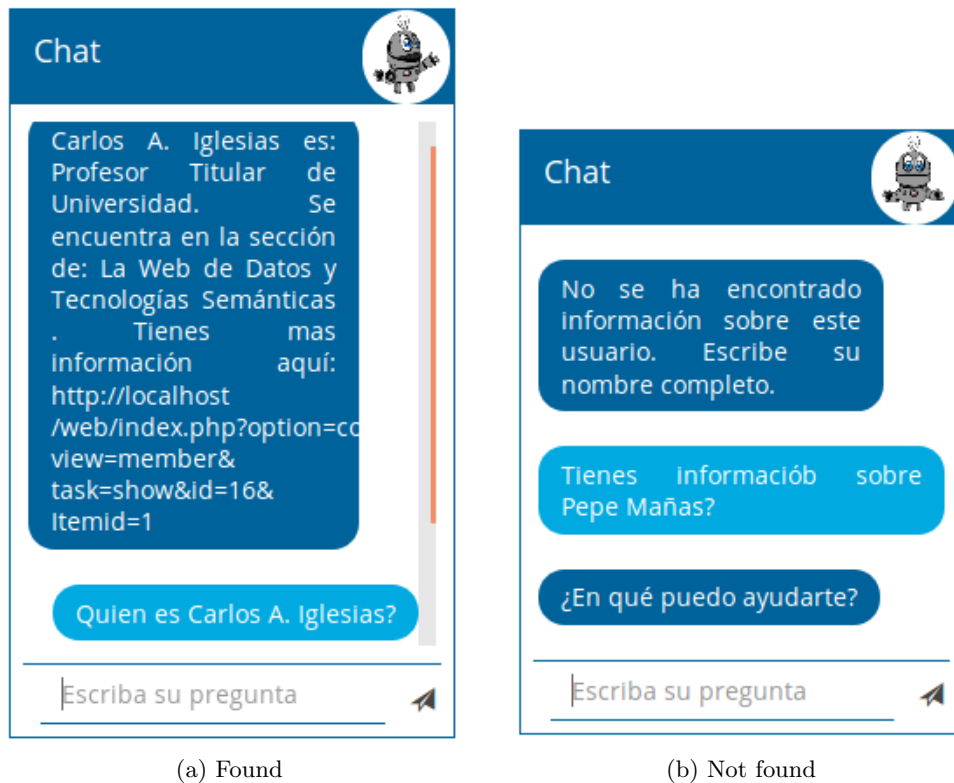 Chat
Carlos A. Iglesias es:
Profesor Titular de
Universidad. Se
encuentra en la sección
de: La Web de Datos y
Tecnologías Semánticas
. Tienes mas
información aquí:
http://localhost
/web/index.php?option=co
view=member&
task=show&id=16&
Itemid=1
Quien es Carlos A. Iglesias?
Escriba su pregunta
(a) Found
Chat
No se ha encontrado
información sobre este
usuario. Escribe su
nombre completo.
Tienes informaciób sobre
Pepe Mañas?
¿En qué puedo ayudarte?
Escriba su pregunta
(b) Not found